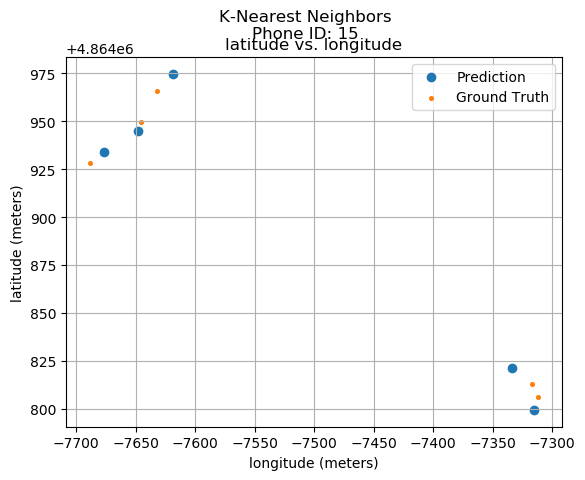 K-Nearest Neighbors
Phone ID: 15
latitude vs. longitude
+4.864e6
Prediction
Ground Truth
975
950
925
900
875
850
825
800
latitude (meters)
−7700 −7650 −7600 −7550 −7500 −7450 −7400 −7350 −7300
longitude (meters)